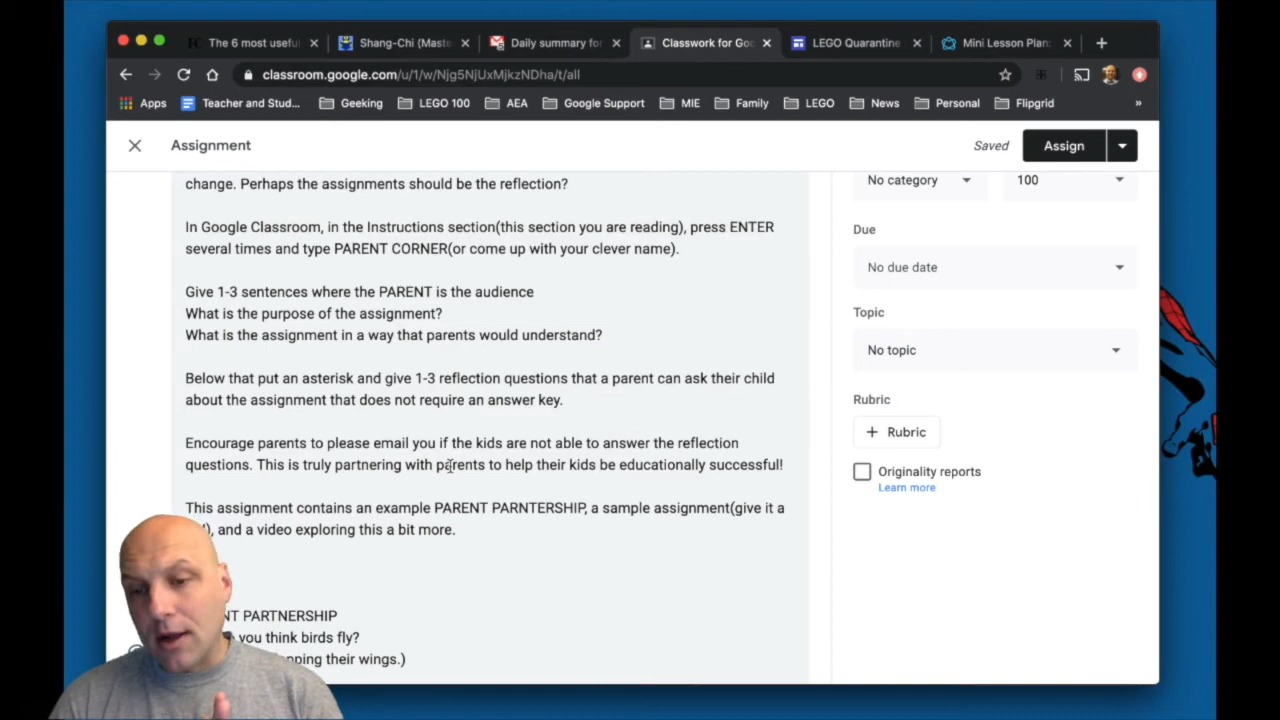 The 6 most usefu
Shang-Chi (Maste
Daily summary for
Classwork for Goo
LEGO Quarantine
Mini Lesson Plan:
classroom.google.com/u/1/w/Njg5NjUxMjkzNDha/t/all
Apps
Teacher and Stud...
Geeking
LEGO 100
AEA
Google Support
MIE
Family
LEGO
News
Personal
Flipgrid
»
Assignment
Saved
Assign
change. Perhaps the assignments should be the reflection?
In Google Classroom, in the Instructions section(this section you are reading), press ENTER
several times and type PARENT CORNER(or come up with your clever name).
Give 1-3 sentences where the PARENT is the audience
What is the purpose of the assignment?
What is the assignment in a way that parents would understand?
Below that put an asterisk and give 1-3 reflection questions that a parent can ask their child
about the assignment that does not require an answer key.
Encourage parents to please email you if the kids are not able to answer the reflection
questions. This is truly partnering with parents to help their kids be educationally successful!
This assignment contains an example PARENT PARNTERSHIP, a sample assignment(give it a
), and a video exploring this a bit more.
NT PARTNERSHIP
you think birds fly?
pping their wings.)
No category
100
Due
No due date
Topic
No topic
Rubric
+ Rubric
Originality reports
Learn more